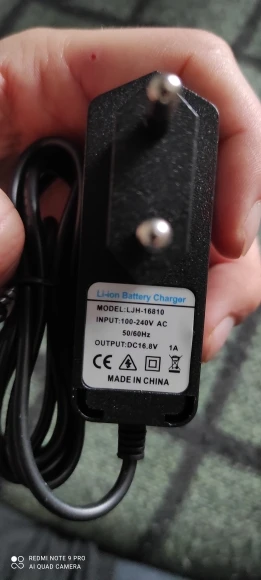 Li-ion Battery Charger
MODEL:LJH-16810
INPUT:100-240V AC
50/60Hz
OUTPUT:DC16.8V 1A
CE
MADE IN CHINA
REDMI NOTE 9 PRO
AI QUAD CAMERA